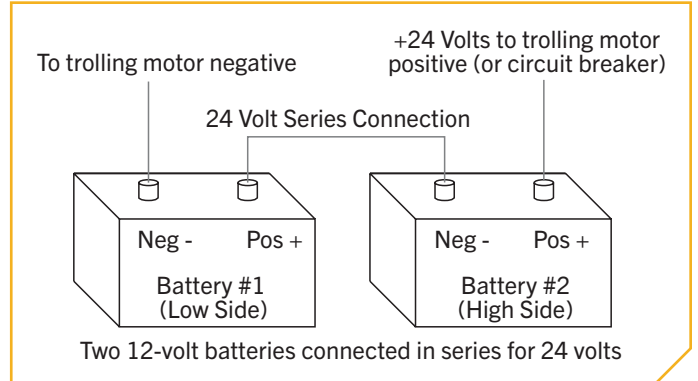 To trolling motor negative
+24 Volts to trolling motor
positive (or circuit breaker)
24 Volt Series Connection
Neg - Pos +
Battery #1
(Low Side)
Neg - Pos +
Battery #2
(High Side)
Two 12-volt batteries connected in series for 24 volts